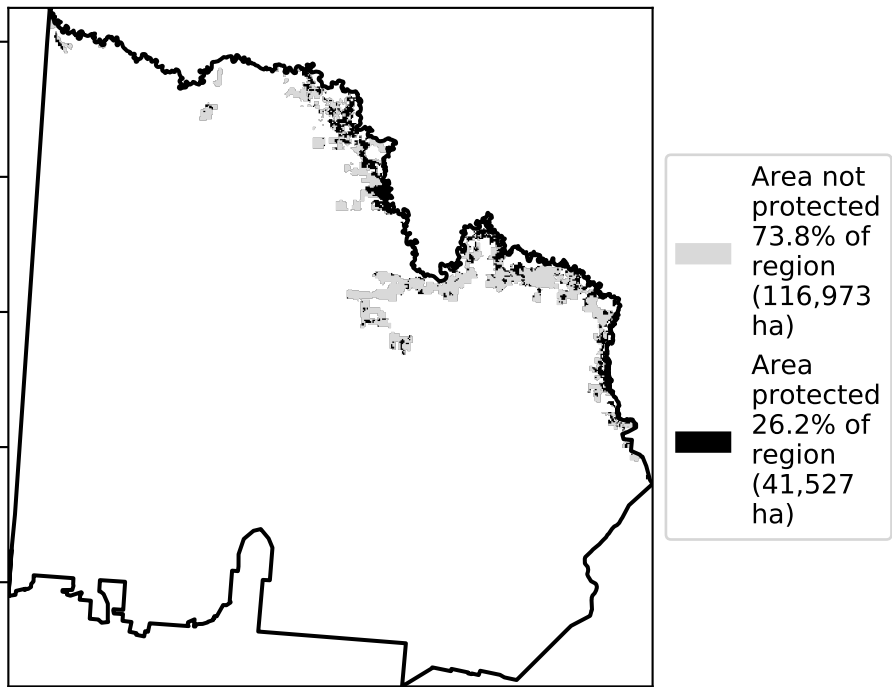 Area not
protected
73.8% of
region
(116,973
ha)
Area
protected
26.2% of
region
(41,527
ha)